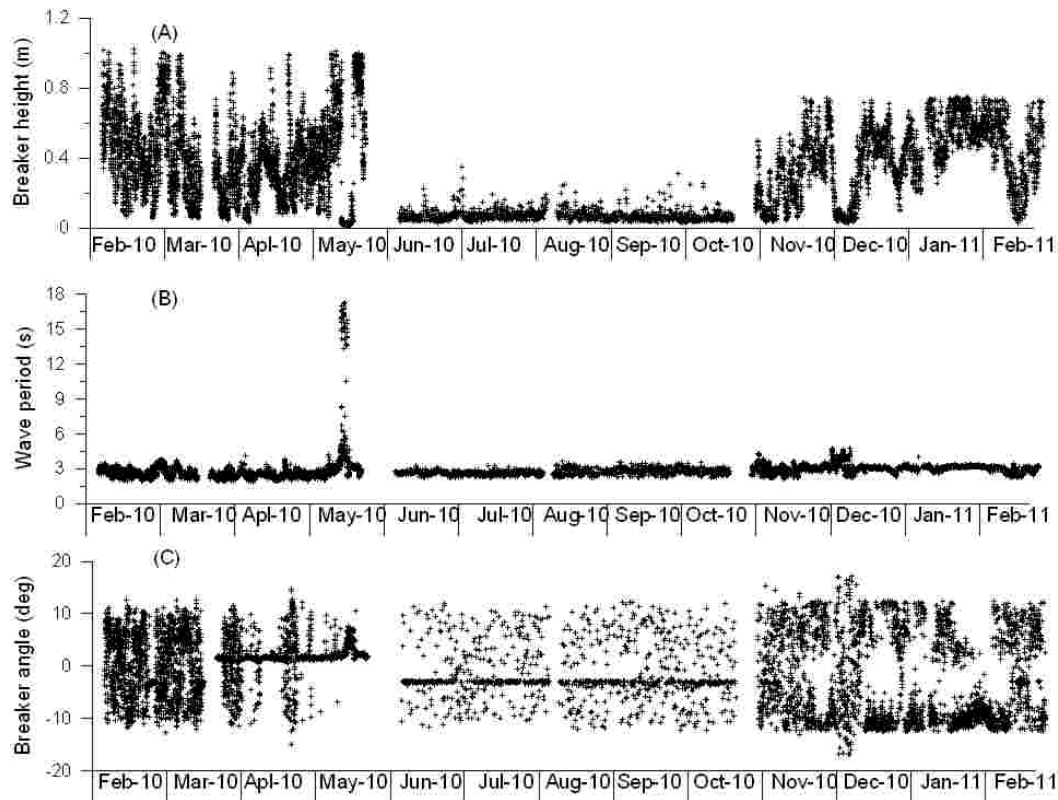 (A)
Breaker height (m)
1.2
0.8
0.4
0
Feb-10 Mar-10 Apl-10 May-10 Jun-10 Jul-10 Aug-10 Sep-10 Oct-10 Nov-10 Dec-10 Jan-11 Feb-11
(B)
Wave period (s)
18
15
12
9
6
3
0
Feb-10 Mar-10 Apl-10 May-10 Jun-10 Jul-10 Aug-10 Sep-10 Oct-10 Nov-10 Dec-10 Jan-11 Feb-11
(C)
Breaker angle (deg)
20
10
0
-10
-20
Feb-10 Mar-10 Apl-10 May-10 Jun-10 Jul-10 Aug-10 Sep-10 Oct-10 Nov-10 Dec-10 Jan-11 Feb-11